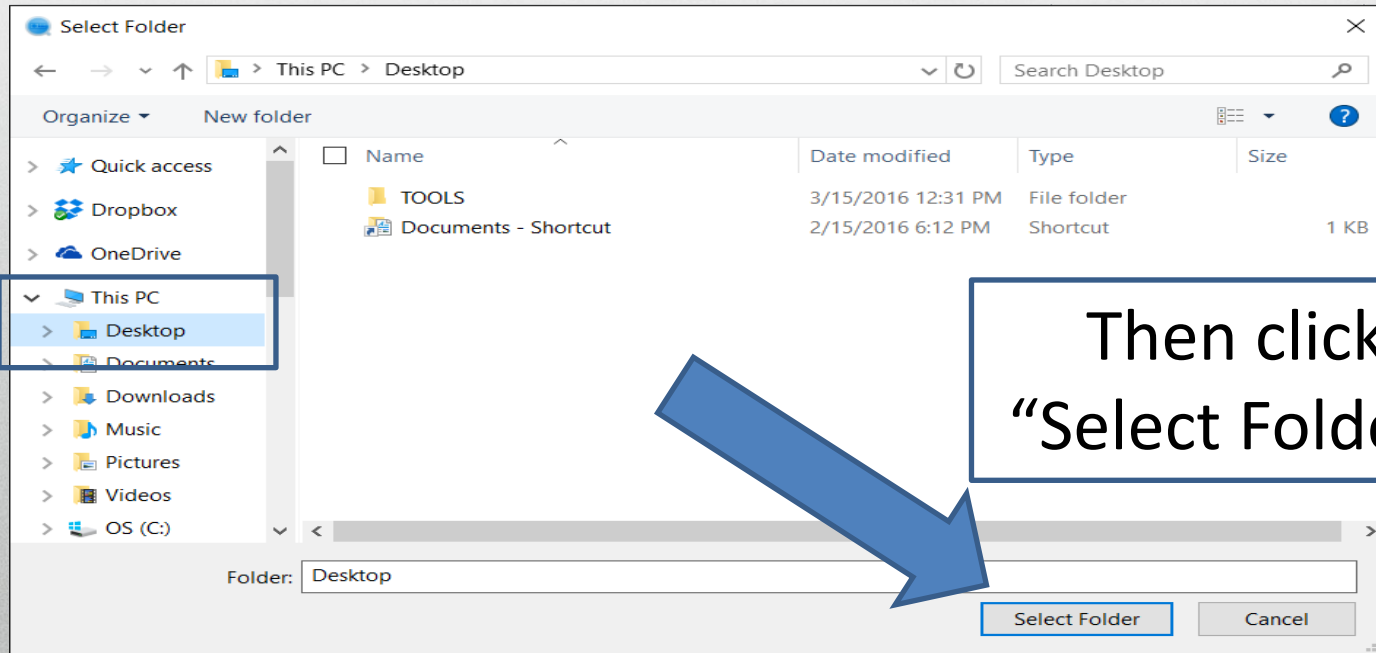 Select Folder
This PC > Desktop
Search Desktop
Organize
New folder
Name Date modified Type Size
Quick access
Dropbox
OneDrive
This PC
Desktop
Documents
Downloads
Music
Pictures
Videos
OS (C:)
TOOLS 3/15/2016 12:31 PM File folder
Documents - Shortcut 2/15/2016 6:12 PM Shortcut 1 KB
Then click
“Select Folde
Folder: Desktop
Select Folder
Cancel